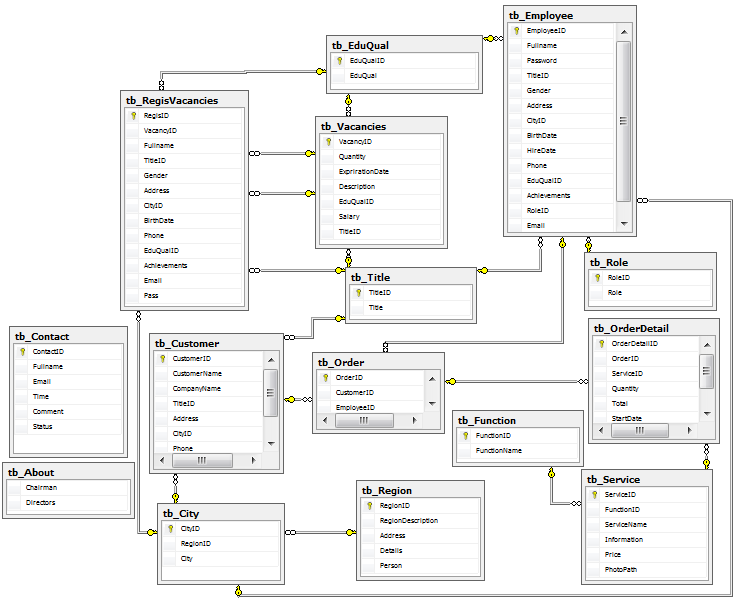 tb_Employee
EmployeeID
Fullname
Password
TitleID
Gender
Address
CityID
BirthDate
HireDate
Phone
EduQualID
Achievements
RoleID
Email
tb_EduQual
EduQualID
EduQual
tb_RegisVacancies
RegisID
VacancyID
Fullname
TitleID
Gender
Address
CityID
BirthDate
Phone
EduQualID
Achievements
Email
Pass
tb_Vacancies
VacancyID
Quantity
ExprirationDate
Description
EduQualID
Salary
TitleID
tb_Title
TitleID
Title
tb_Role
RoleID
Role
tb_Contact
ContactID
Fullname
Email
Time
Comment
Status
tb_Customer
CustomerID
CustomerName
CompanyName
TitleID
Address
CityID
Phone
tb_Order
OrderID
CustomerID
EmployeeID
tb_OrderDetail
OrderDetailID
OrderID
ServiceID
Quantity
Total
StartDate
tb_Function
FunctionID
FunctionName
tb_About
Chairman
Directors
tb_City
CityID
RegionID
City
tb_Region
RegionID
RegionDescription
Address
Details
Person
tb_Service
ServiceID
FunctionID
ServiceName
Information
Price
PhotoPath